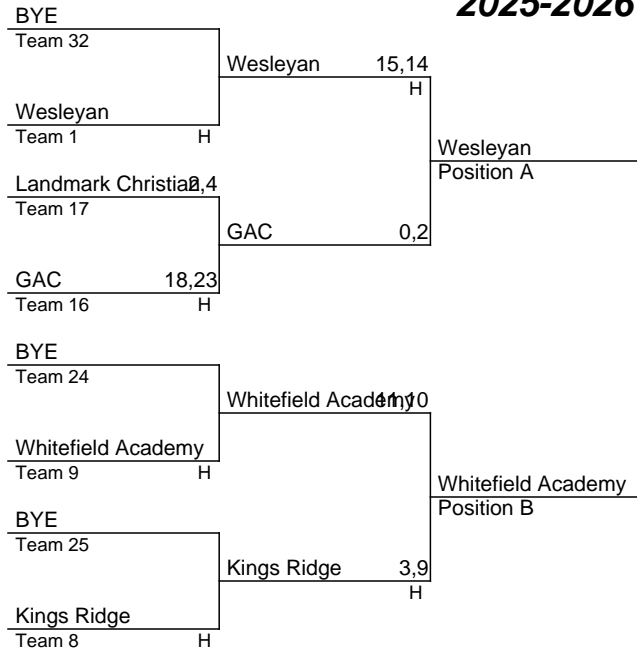 2025-2026
BYE
Team 32
Wesleyan 15,14
H
Wesleyan
Team 1 H
Wesleyan
Position A
Landmark Christian 2,4
Team 17
GAC 0,2
GAC 18,23
Team 16 H
BYE
Team 24
Whitefield Academy 11,10
Whitefield Academy
Team 9 H
Whitefield Academy
Position B
BYE
Team 25
Kings Ridge 3,9
H
Kings Ridge
Team 8 H